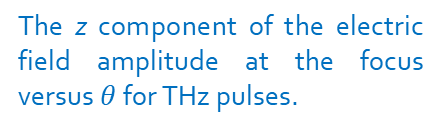 The z component of the electric
field amplitude at the focus
versus θ for THz pulses.